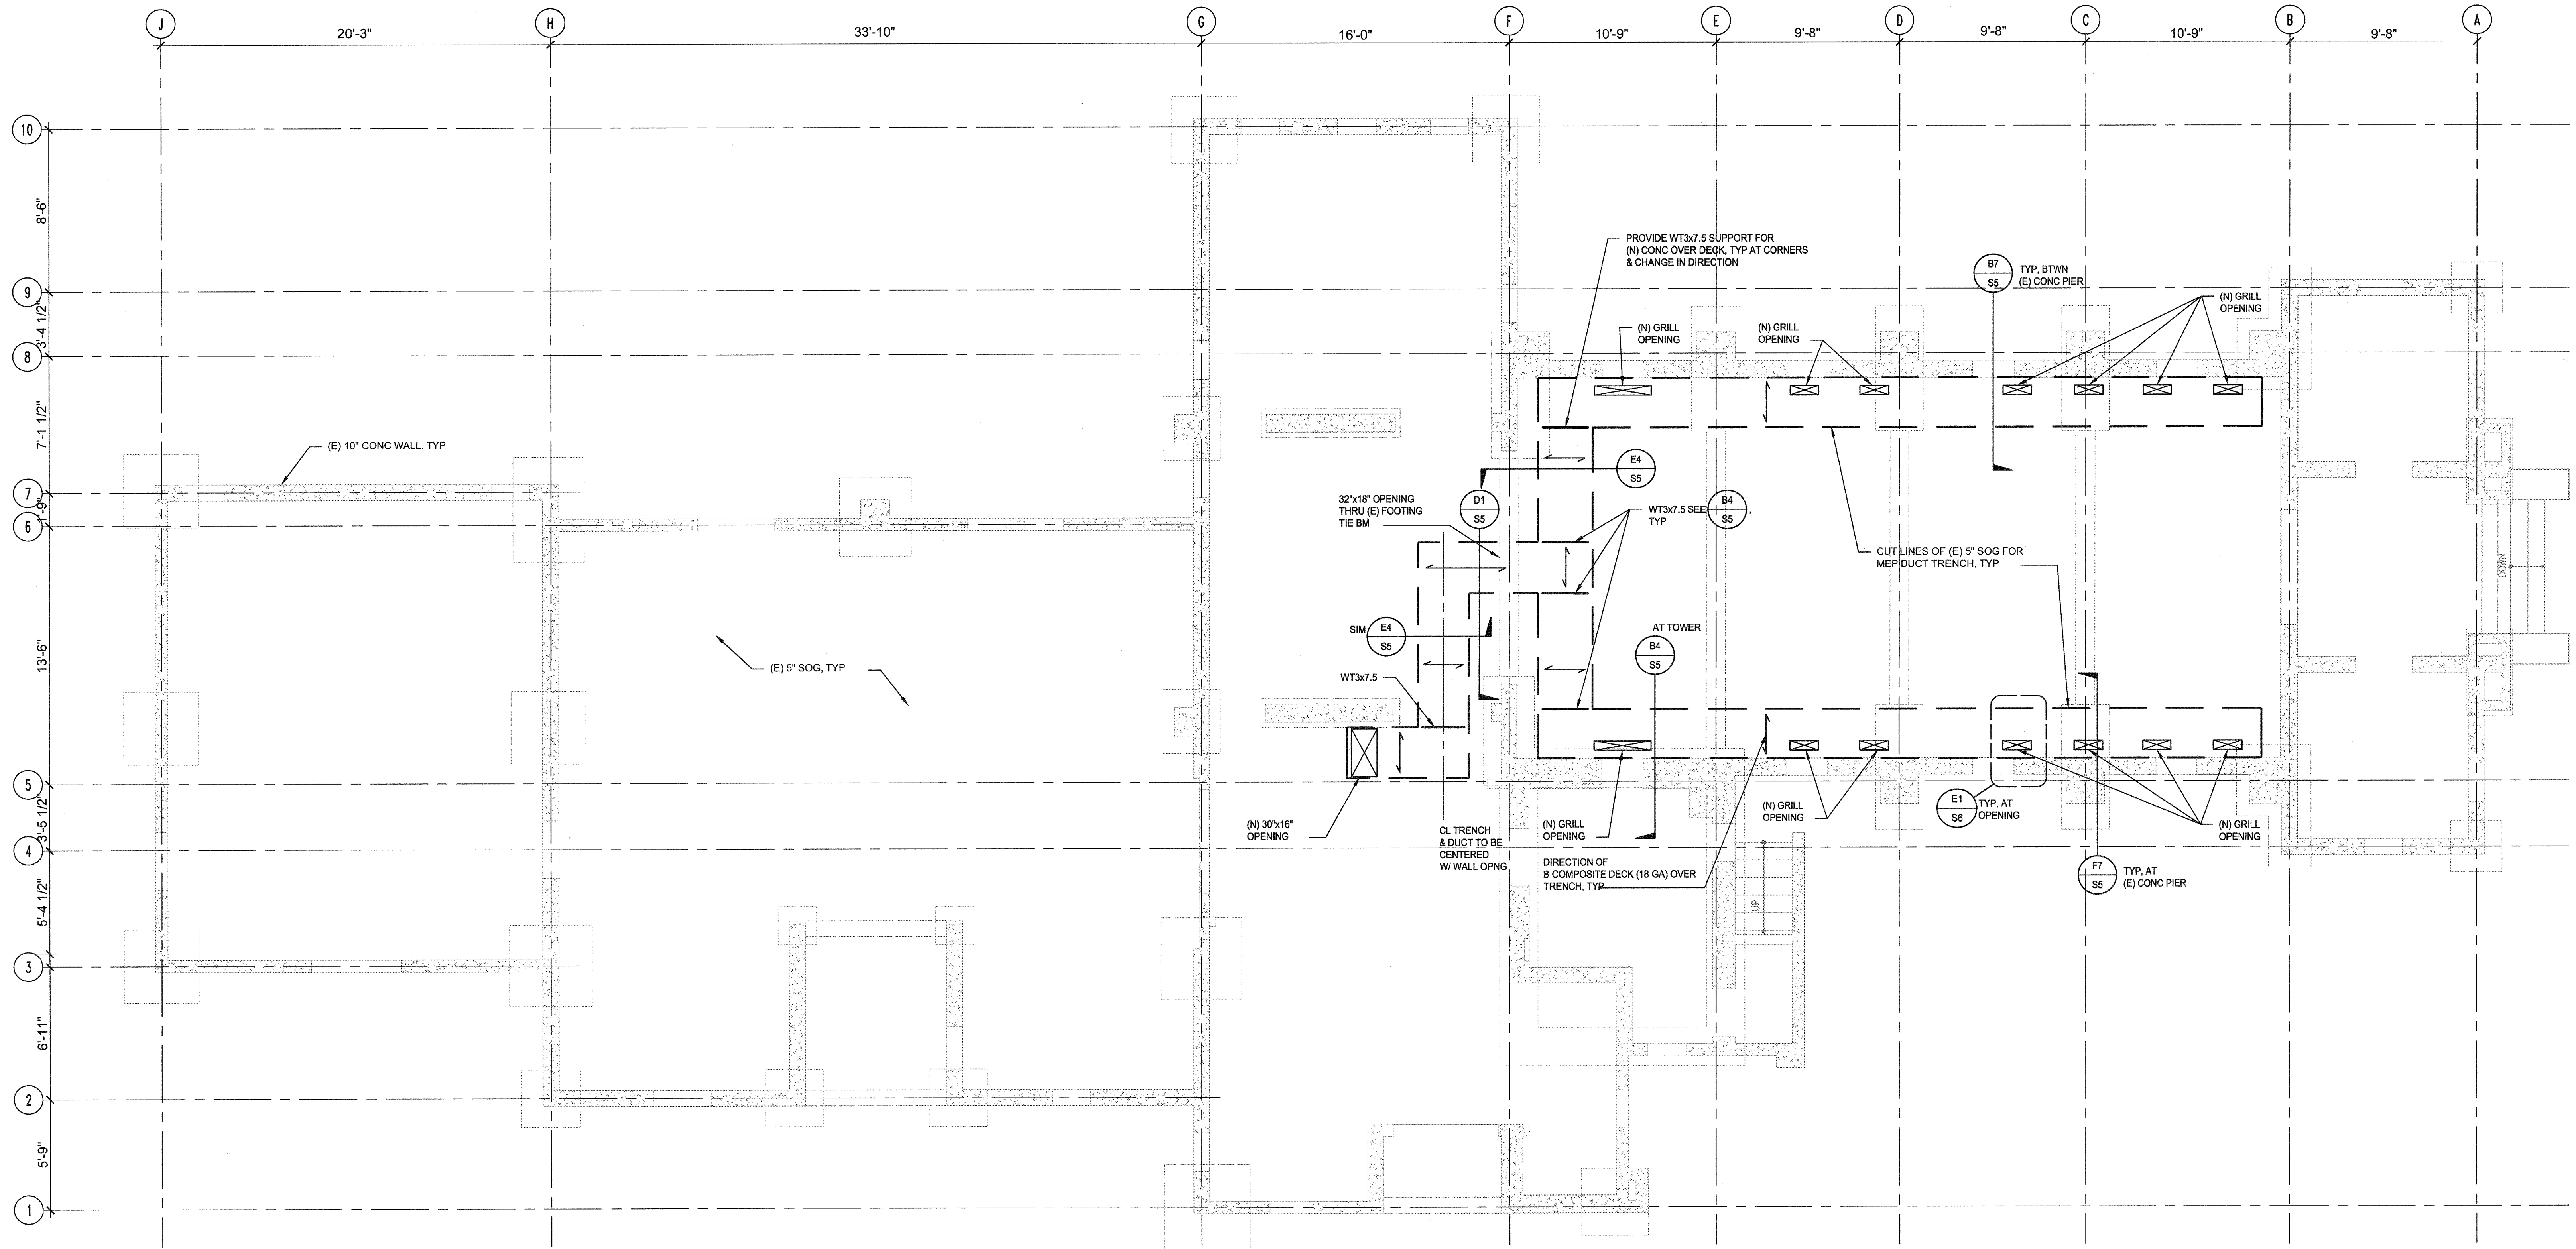 J
H
G
F
E
D
C
B
A
20'-3"
33'-10"
16'-0"
10'-9"
9'-8"
9'-8"
10'-9"
9'-8"
10
8'-6"
9
3'-4 1/2"
8
7'-1 1/2"
7
1'-9"
6
13'-6"
5
3'-5 1/2"
4
5'-4 1/2"
3
6'-11"
2
5'-9"
1
PROVIDE WT3x7.5 SUPPORT FOR
(N) CONC OVER DECK, TYP AT CORNERS
& CHANGE IN DIRECTION
B7
S5
TYP, BTWN
(E) CONC PIER
(N) GRILL
OPENING
(N) GRILL
OPENING
(N) GRILL
OPENING
(E) 10" CONC WALL, TYP
E4
S5
D1
S5
32"x18" OPENING
THRU (E) FOOTING
TIE BM
WT3x7.5 SEE
TYP
B4
S5
,
CUT LINES OF (E) 5" SOG FOR
MEP DUCT TRENCH, TYP
DOWN
SIM
E4
S5
AT TOWER
B4
S5
(E) 5" SOG, TYP
WT3x7.5
(N) 30"x16"
OPENING
CL TRENCH
& DUCT TO BE
CENTERED
W/ WALL OPNG
(N) GRILL
OPENING
(N) GRILL
OPENING
E1
S6
TYP, AT
OPENING
(N) GRILL
OPENING
DIRECTION OF
B COMPOSITE DECK (18 GA) OVER
TRENCH, TYP
UP
F7
S5
TYP, AT
(E) CONC PIER